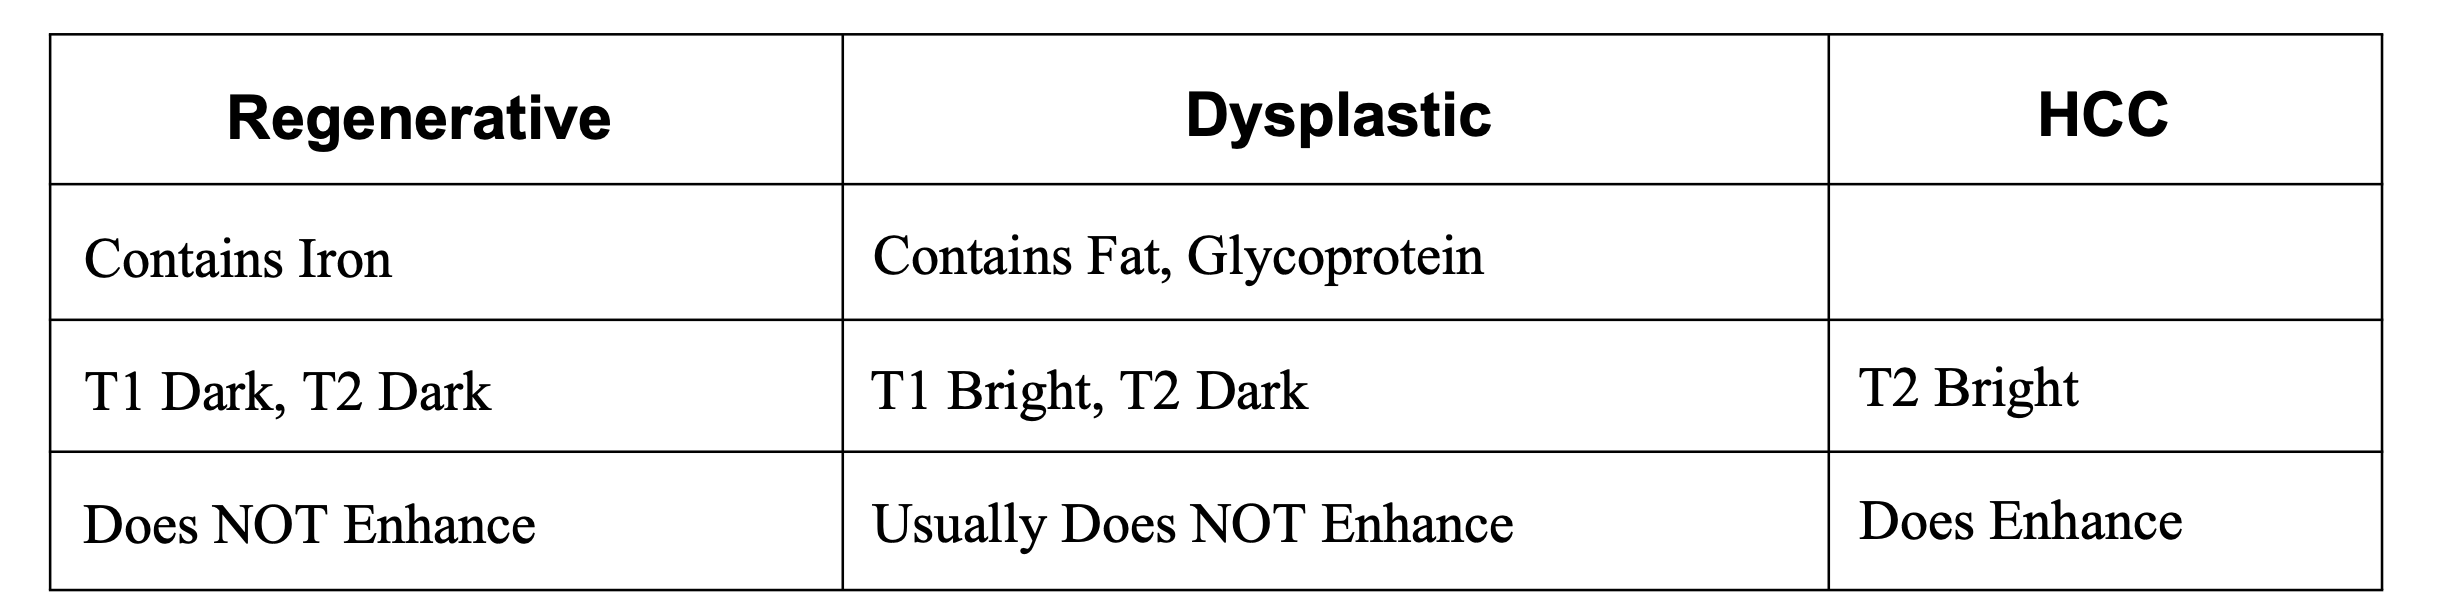 Regenerative Dysplastic HCC
Contains Iron Contains Fat, Glycoprotein
T1 Dark, T2 Dark T1 Bright, T2 Dark T2 Bright
Does NOT Enhance Usually Does NOT Enhance Does Enhance